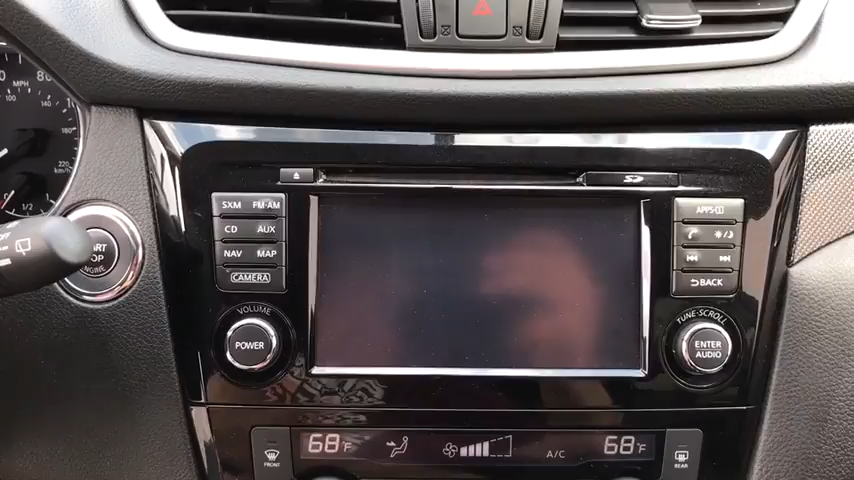 80
MPH
100
140
180
220
km/h
1/2
START
STOP
ENGINE
SD
SXM FM·AM
CD AUX
NAV MAP
CAMERA
VOLUME
POWER
APPS
BACK
TUNE·SCROLL
ENTER
AUDIO
FRONT
68°F
A/C
68°F
REAR